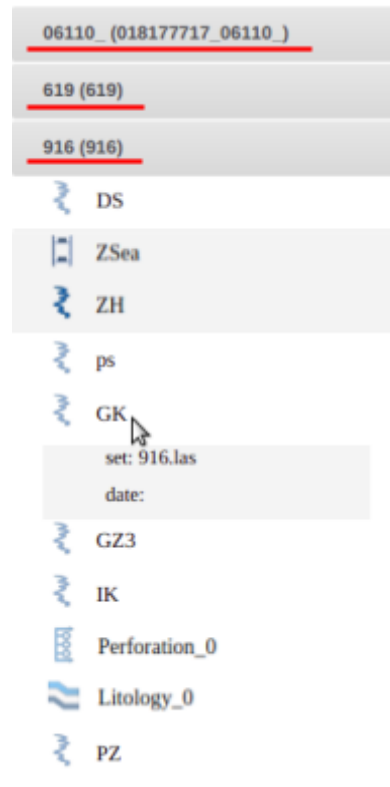 06110_ (018177717_06110_)
619 (619)
916 (916)
DS
ZSea
ZH
ps
GK
set: 916.las
date:
GZ3
IK
Perforation_0
Litology_0
PZ